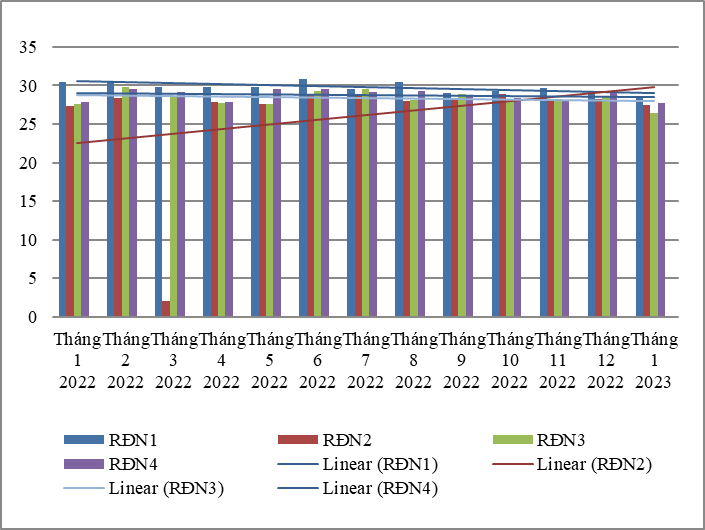 35
30
25
20
15
10
5
0
Tháng Tháng Tháng Tháng Tháng Tháng Tháng Tháng Tháng Tháng Tháng Tháng Tháng
1 2 3 4 5 6 7 8 9 10 11 12 1
2022 2022 2022 2022 2022 2022 2022 2022 2022 2022 2022 2022 2023
RĐN1 RĐN2 RĐN3
RĐN4 Linear (RĐN1) Linear (RĐN2)
Linear (RĐN3) Linear (RĐN4)